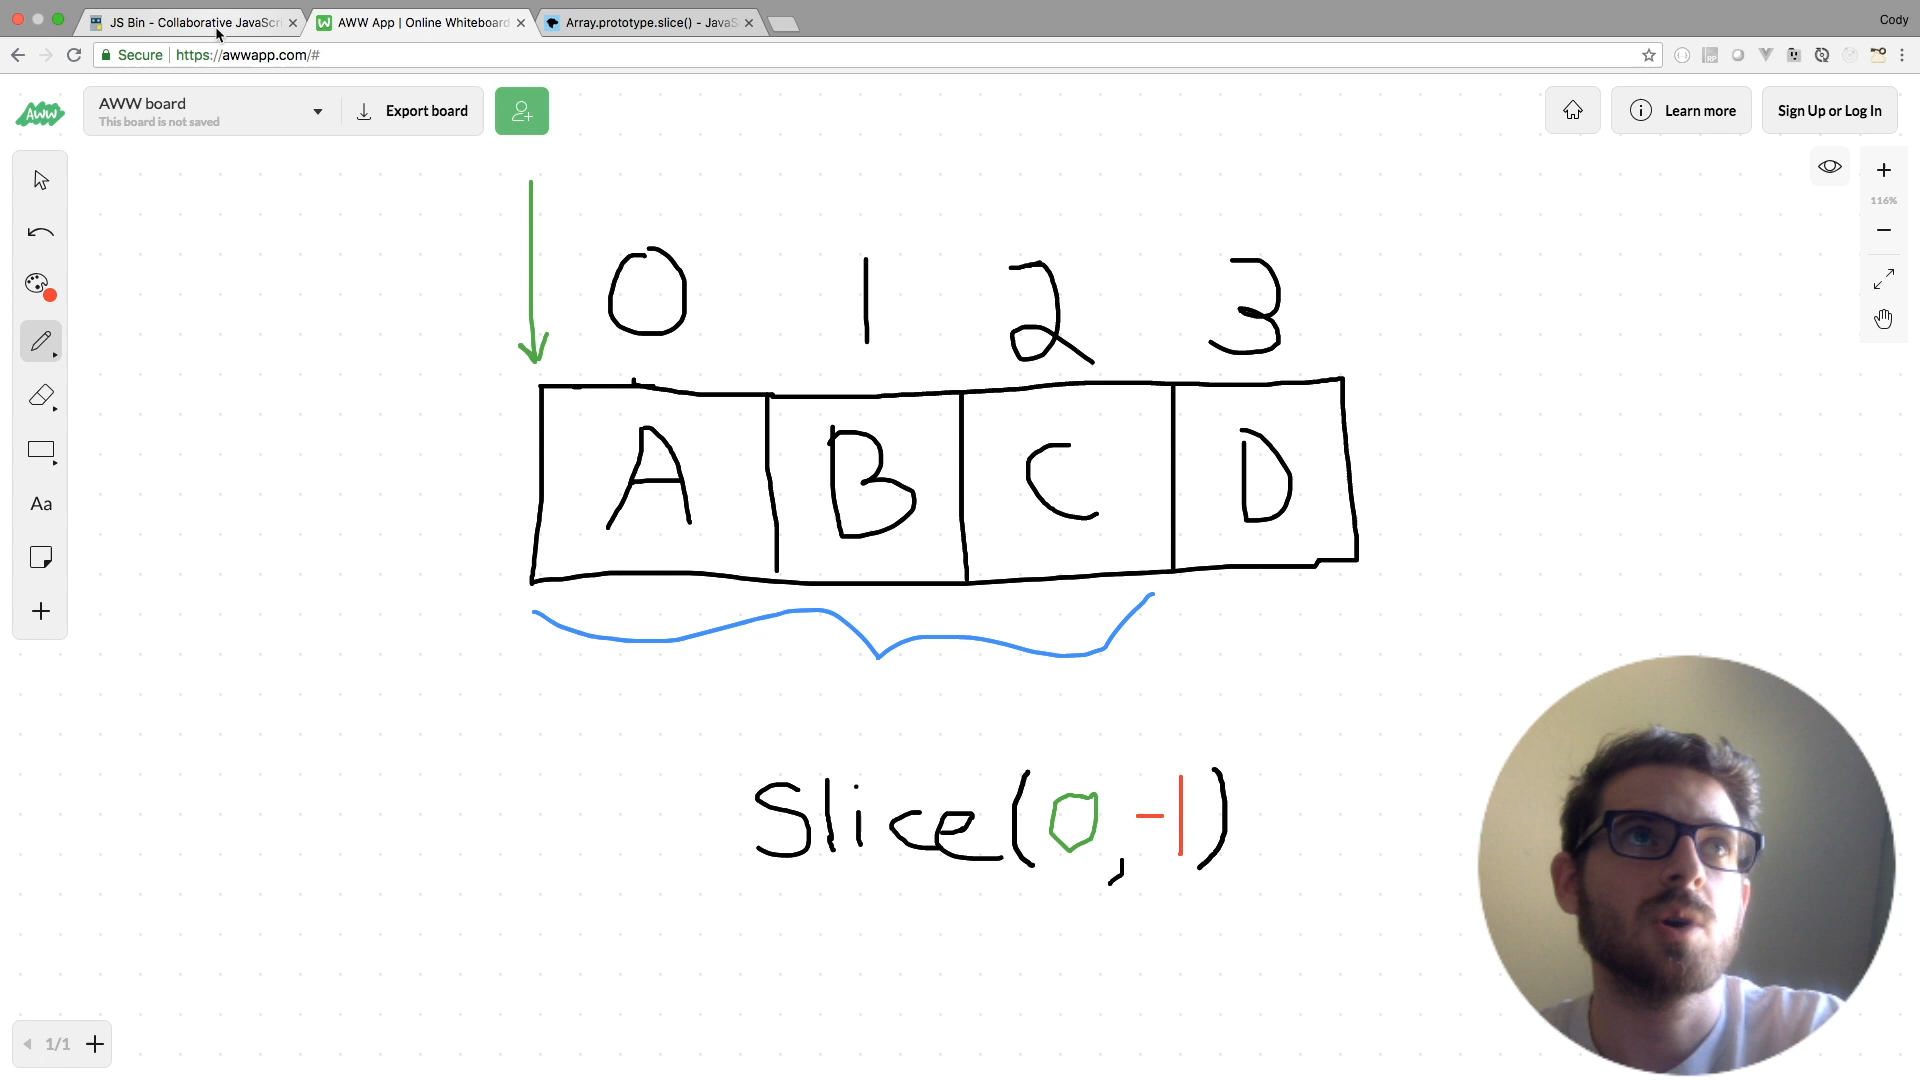 JS Bin - Collaborative JavaScri
AWW App | Online Whiteboard
Array.prototype.slice() - JavaS
Cody
Secure
https://awwapp.com/#
AWW
AWW board
This board is not saved
Export board
Learn more
Sign Up or Log In
116%
Aa
0 1 2 3
A B C D
Slice(0,-1)
1/1